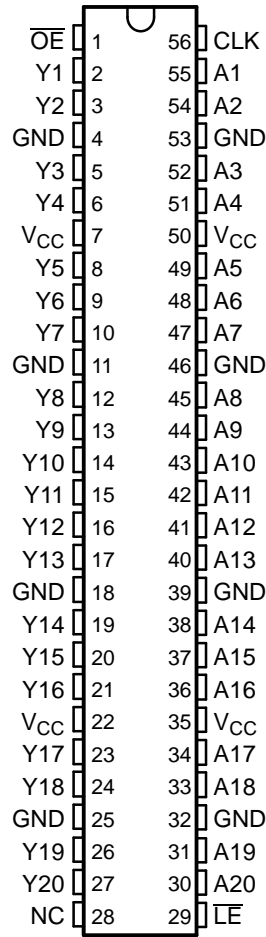 OE 1 56 CLK
Y1 2 55 A1
Y2 3 54 A2
GND 4 53 GND
Y3 5 52 A3
Y4 6 51 A4
VCC 7 50 VCC
Y5 8 49 A5
Y6 9 48 A6
Y7 10 47 A7
GND 11 46 GND
Y8 12 45 A8
Y9 13 44 A9
Y10 14 43 A10
Y11 15 42 A11
Y12 16 41 A12
Y13 17 40 A13
GND 18 39 GND
Y14 19 38 A14
Y15 20 37 A15
Y16 21 36 A16
VCC 22 35 VCC
Y17 23 34 A17
Y18 24 33 A18
GND 25 32 GND
Y19 26 31 A19
Y20 27 30 A20
NC 28 29 LE